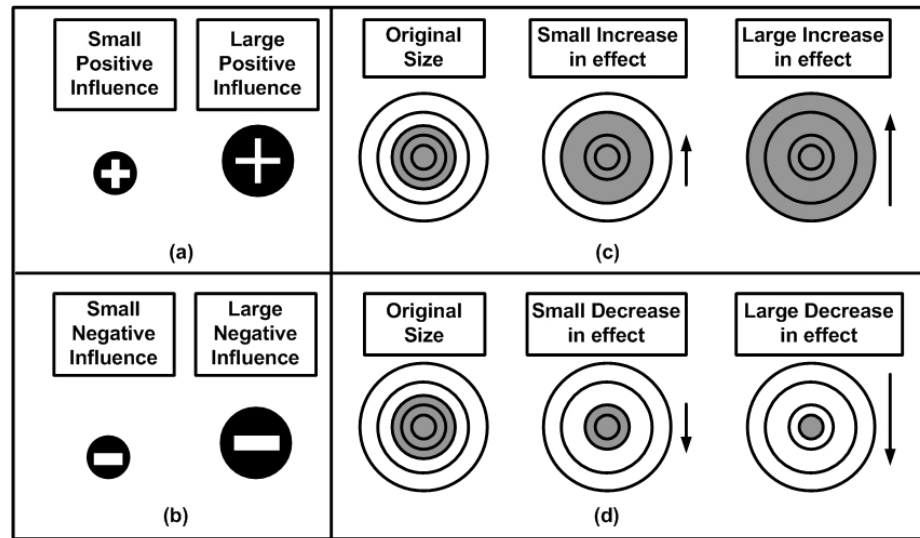 Small
Positive
Influence
Large
Positive
Influence
(a)
Original
Size
Small Increase
in effect
Large Increase
in effect
(c)
Small
Negative
Influence
Large
Negative
Influence
(b)
Original
Size
Small Decrease
in effect
Large Decrease
in effect
(d)